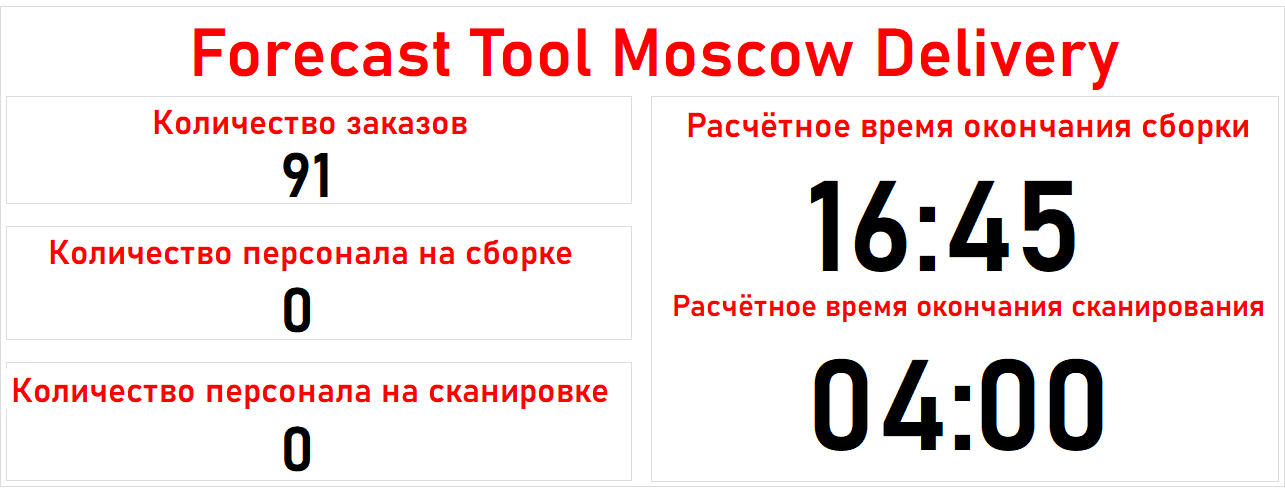 Forecast Tool Moscow Delivery
Количество заказов
91
Количество персонала на сборке
0
Количество персонала на сканировке
0
Расчётное время окончания сборки
16:45
Расчётное время окончания сканирования
04:00